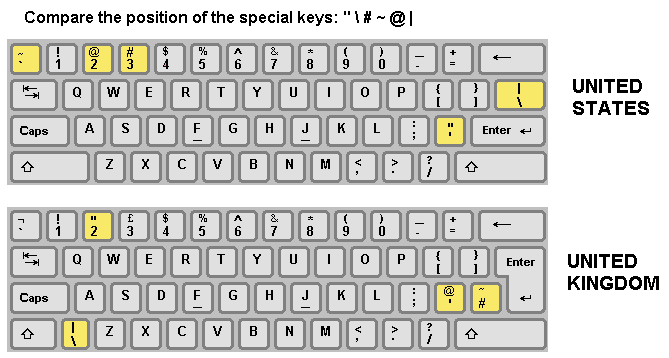 Compare the position of the special keys: " \ # ~ @ |
~ ! @ # $ % ^ & * ( ) _ + ←
` 1 2 3 4 5 6 7 8 9 0 - =
Q W E R T Y U I O P { } |
[ ] \
UNITED
STATES
Caps A S D F G H J K L : " Enter
; '
Z X C V B N M < > ?
, . /
¬ ! " £ $ % ^ & * ( ) _ + ←
` 1 2 3 4 5 6 7 8 9 0 - =
Q W E R T Y U I O P { } Enter
[ ]
UNITED
KINGDOM
Caps A S D F G H J K L : @ ~
; ' #
| Z X C V B N M < > ?
\ , . /